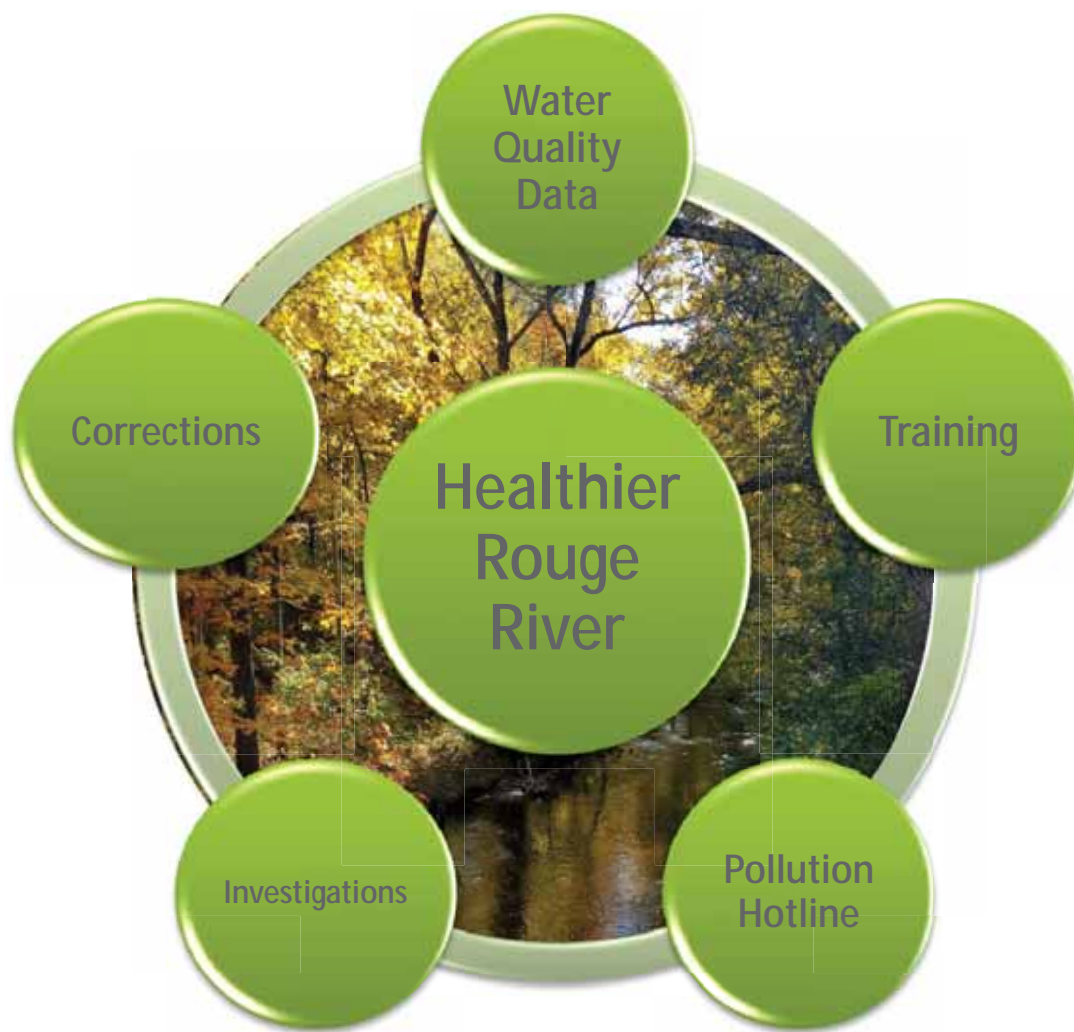 Water
Quality
Data
Corrections
Training
Healthier
Rouge
River
Investigations
Pollution
Hotline